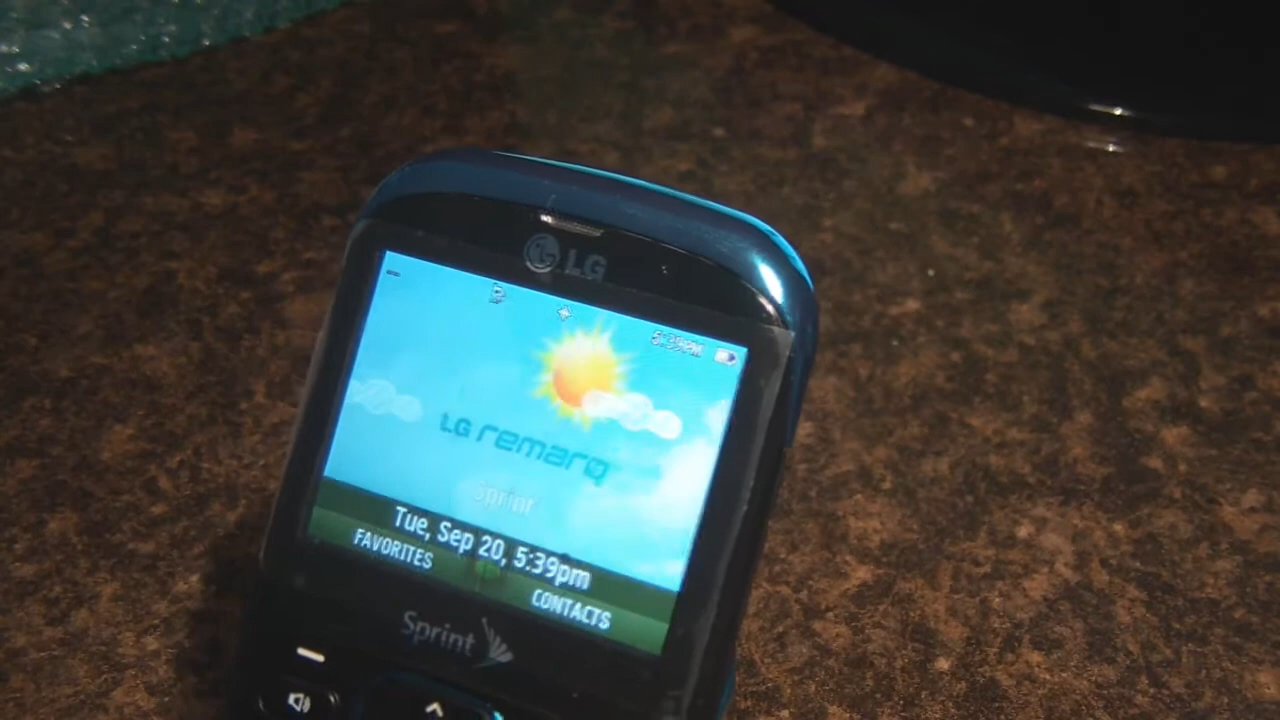 LG
5:39PM
LG remarq
Sprint
Tue, Sep 20, 5:39pm
FAVORITES
CONTACTS
Sprint